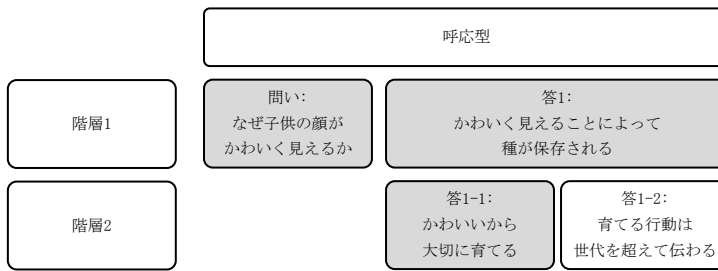 呼応型
階層1
問い:
なぜ子供の顔が
かわいく見えるか
答1:
かわいく見えることによって
種が保存される
階層2
答1-1:
かわいいから
大切に育てる
答1-2:
育てる行動は
世代を超えて伝わる